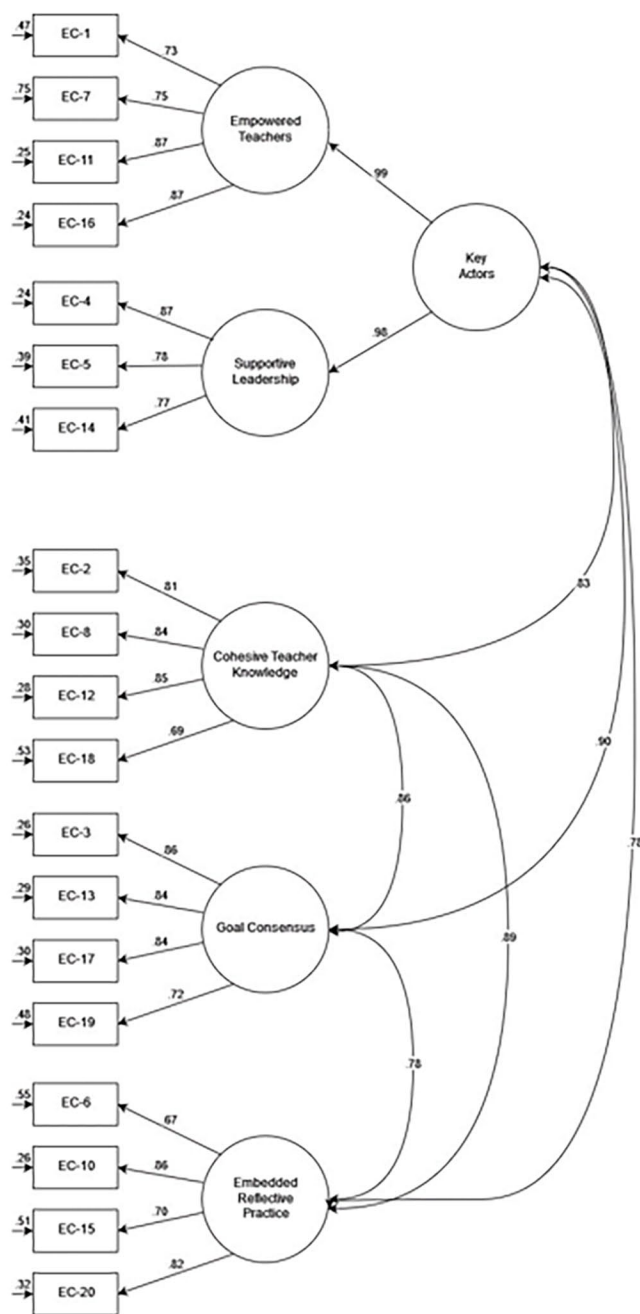 .47
EC-1
.73
.75
EC-7
.75
Empowered
Teachers
.25
EC-11
.87
.99
.24
EC-16
.87
Key
Actors
.24
EC-4
.87
.98
.39
EC-5
.78
Supportive
Leadership
.41
EC-14
.77
.35
EC-2
.81
.83
.30
EC-8
.84
Cohesive Teacher
Knowledge
.28
EC-12
.85
.53
EC-18
.69
.90
.86
.26
EC-3
.86
.78
.29
EC-13
.84
Goal Consensus
.30
EC-17
.84
.89
.48
EC-19
.72
.78
.55
EC-6
.67
.26
EC-10
.86
Embedded
Reflective
Practice
.51
EC-15
.70
.32
EC-20
.82